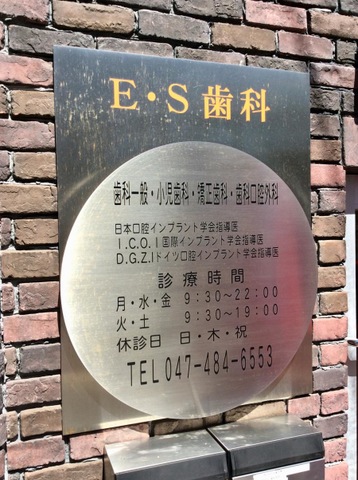 E・S歯科
歯科一般・小児歯科・矯正歯科・歯科口腔外科
日本口腔インプラント学会指導医
I.C.O.I国際インプラント学会指導医
D.G.Z.Iドイツ口腔インプラント学会指導医
診療時間
月・水・金 9:30～22:00
火・土 9:30～19:00
休診日 日・木・祝
TEL047-484-6553